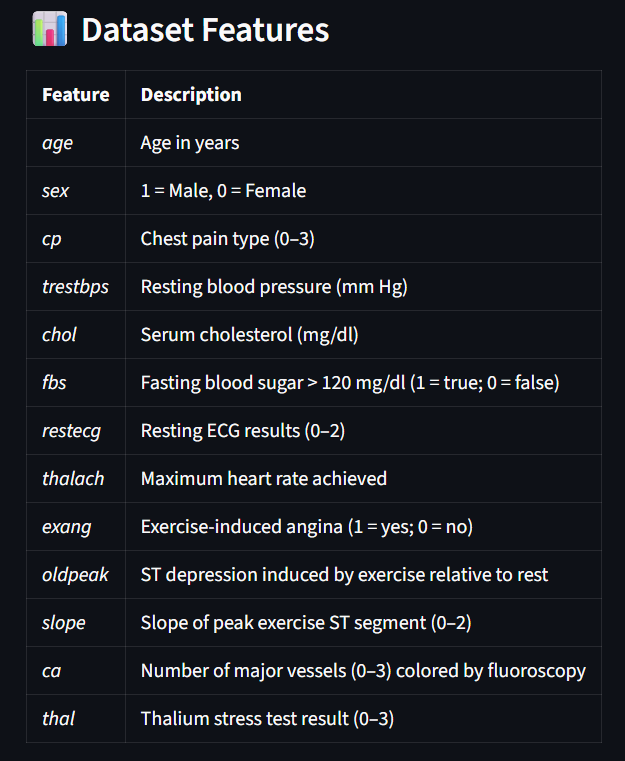 Dataset Features
Feature Description
age Age in years
sex 1 = Male, 0 = Female
cp Chest pain type (0–3)
trestbps Resting blood pressure (mm Hg)
chol Serum cholesterol (mg/dl)
fbs Fasting blood sugar > 120 mg/dl (1 = true; 0 = false)
restecg Resting ECG results (0–2)
thalach Maximum heart rate achieved
exang Exercise-induced angina (1 = yes; 0 = no)
oldpeak ST depression induced by exercise relative to rest
slope Slope of peak exercise ST segment (0–2)
ca Number of major vessels (0–3) colored by fluoroscopy
thal Thalium stress test result (0–3)